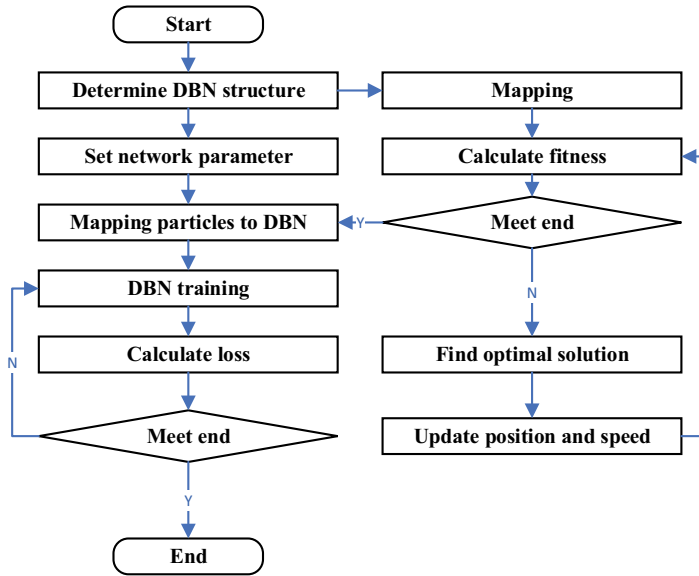 Start
Determine DBN structure
Mapping
Set network parameter
Calculate fitness
Mapping particles to DBN
Y
Meet end
DBN training
N
N
Calculate loss
Find optimal solution
Meet end
Update position and speed
Y
End